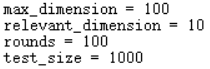 max_dimension = 100
relevant_dimension = 10
rounds = 100
test_size = 1000